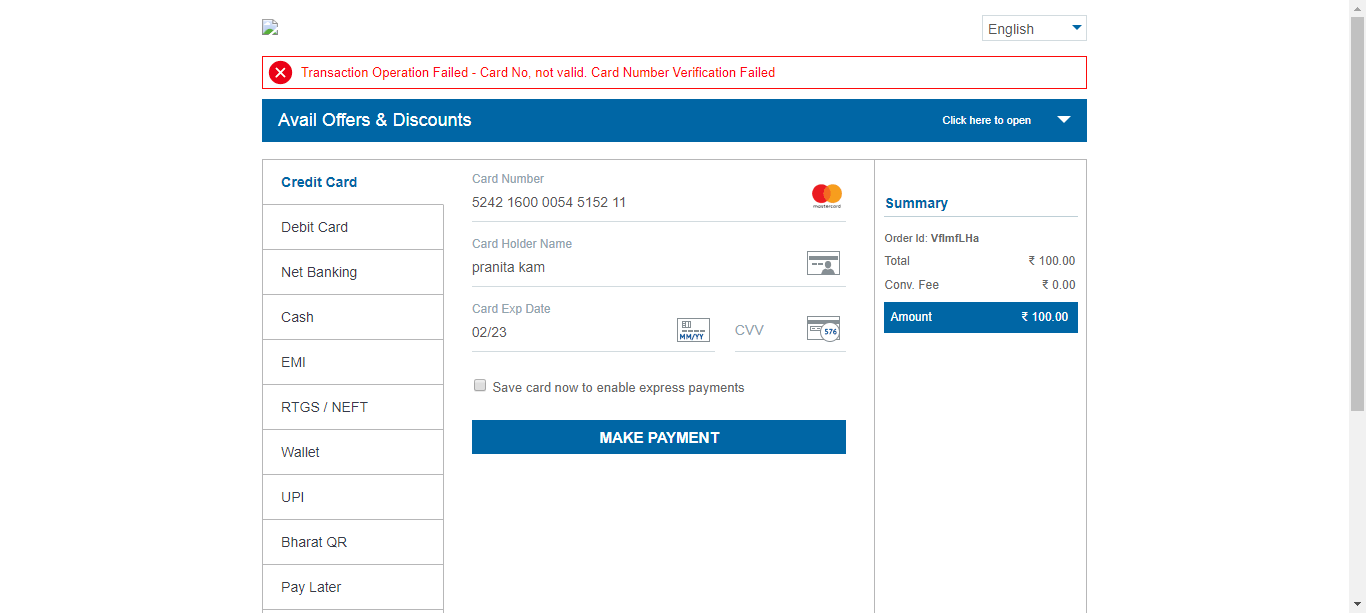 English
Transaction Operation Failed - Card No, not valid. Card Number Verification Failed
Avail Offers & Discounts Click here to open
Credit Card
Debit Card
Net Banking
Cash
EMI
RTGS / NEFT
Wallet
UPI
Bharat QR
Pay Later
Card Number
5242 1600 0054 5152 11
mastercard
Card Holder Name
pranita kam
Card Exp Date
02/23
MM/YY
CVV
576
Save card now to enable express payments
MAKE PAYMENT
Summary
Order Id: VfImfLHa
Total ₹ 100.00
Conv. Fee ₹ 0.00
Amount ₹ 100.00